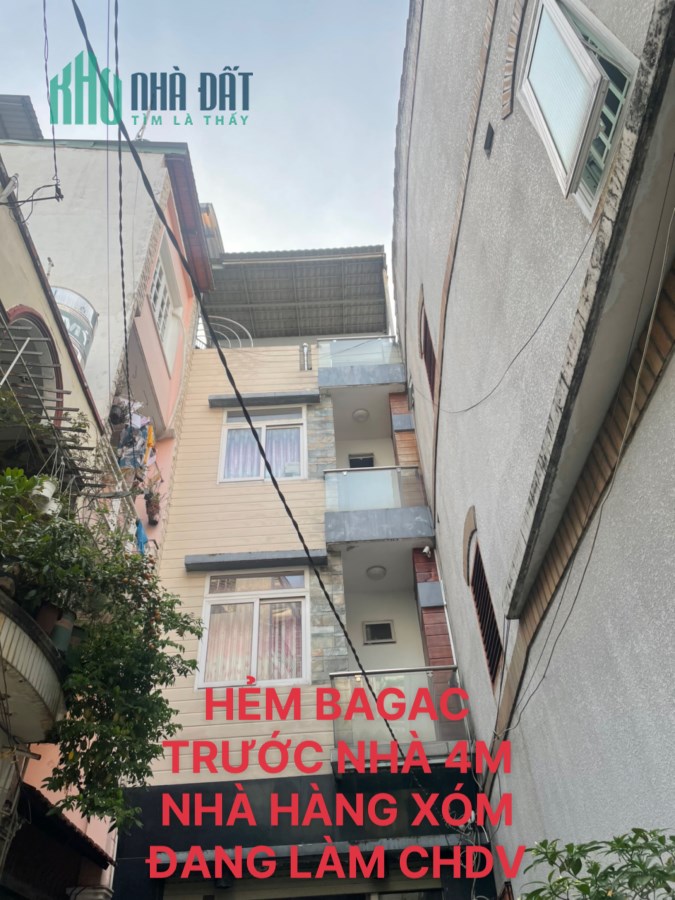 KHO NHÀ ĐẤT
TÌM LÀ THẤY
HẺM BAGAC
TRƯỚC NHÀ 4M
NHÀ HÀNG XÓM
ĐANG LÀM CHDV